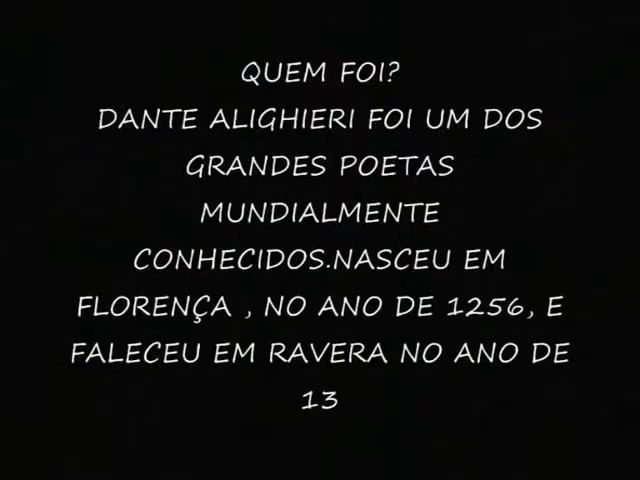 QUEM FOI?
DANTE ALIGHIERI FOI UM DOS
GRANDES POETAS
MUNDIALMENTE
CONHECIDOS.NASCEU EM
FLORENÇA , NO ANO DE 1256, E
FALECEU EM RAVERA NO ANO DE
13